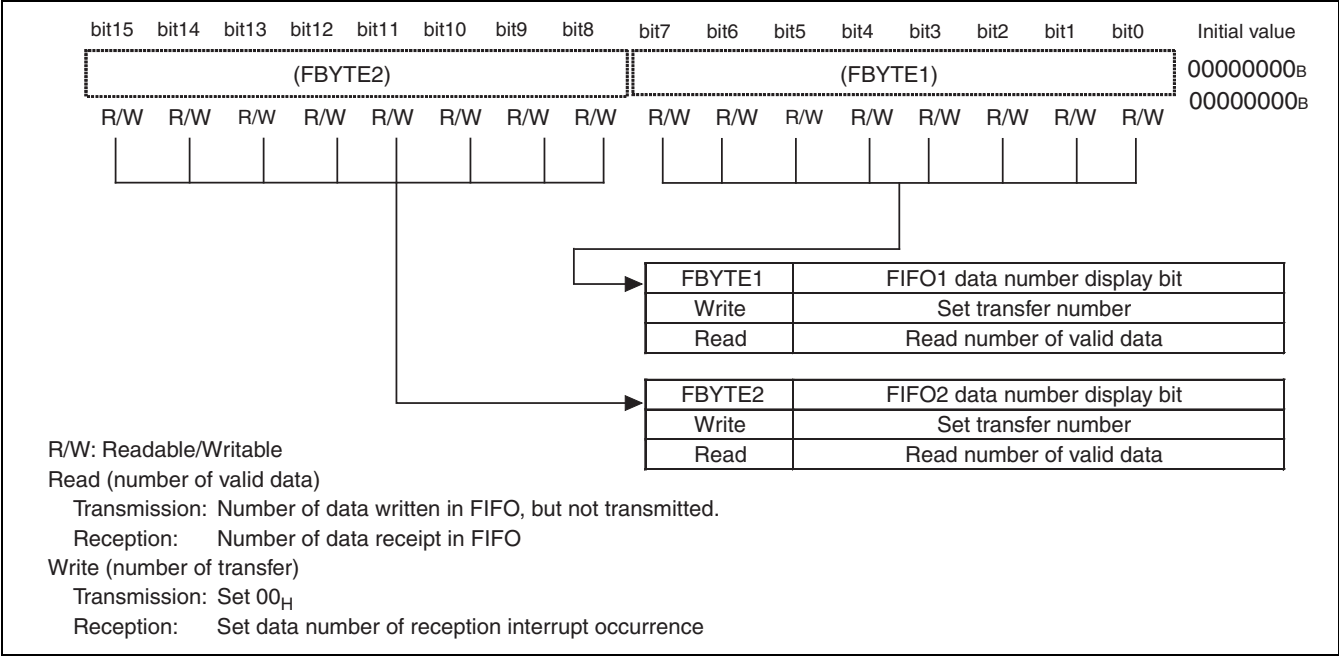 bit15 bit14 bit13 bit12 bit11 bit10 bit9 bit8 bit7 bit6 bit5 bit4 bit3 bit2 bit1 bit0 Initial value
(FBYTE2) (FBYTE1) 00000000B
00000000B
R/W R/W R/W R/W R/W R/W R/W R/W R/W R/W R/W R/W R/W R/W R/W R/W
FBYTE1 FIFO1 data number display bit
Write Set transfer number
Read Read number of valid data
FBYTE2 FIFO2 data number display bit
Write Set transfer number
Read Read number of valid data
R/W: Readable/Writable
Read (number of valid data)
Transmission: Number of data written in FIFO, but not transmitted.
Reception: Number of data receipt in FIFO
Write (number of transfer)
Transmission: Set 00H
Reception: Set data number of reception interrupt occurrence